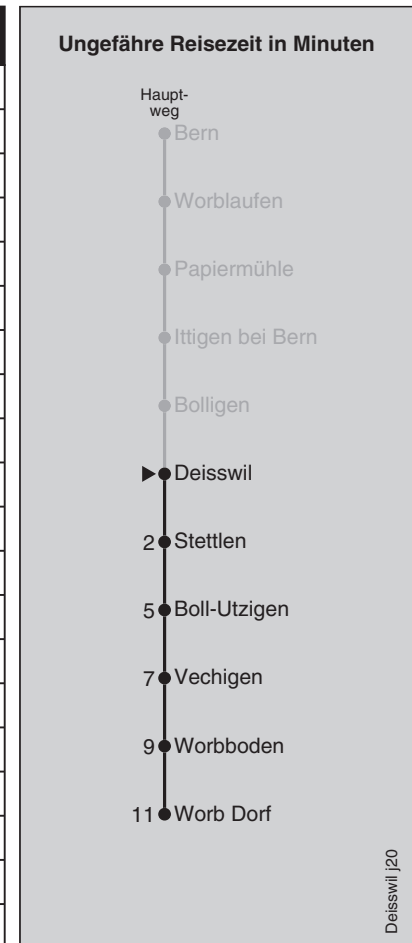 Ungefähre Reisezeit in Minuten
Haupt-
weg
Bern
Worblaufen
Papiermühle
Ittigen bei Bern
Bolligen
Deisswil
2 Stettlen
5 Boll-Utzigen
7 Vechigen
9 Worbboden
11 Worb Dorf
Deisswil j20